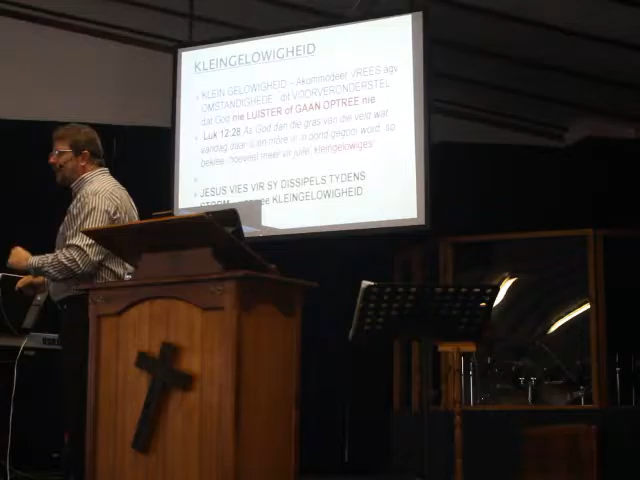 KLEINGELOWIGHEID
KLEIN GELOWIGHEID – Akommodeer VREES agv
OMSTANDIGHEDE dit VOORVERONDERSTEL
dat God nie LUISTER of GAAN OPTREE nie
Luk 12:28 As God dan die gras van die veld wat
vandag daar is en môre in 'n oond gegooi word, so
beklee, hoeveel meer vir julle, kleingelowiges
JESUS VIES VIR SY DISSIPELS TYDENS
KLEINGELOWIGHEID